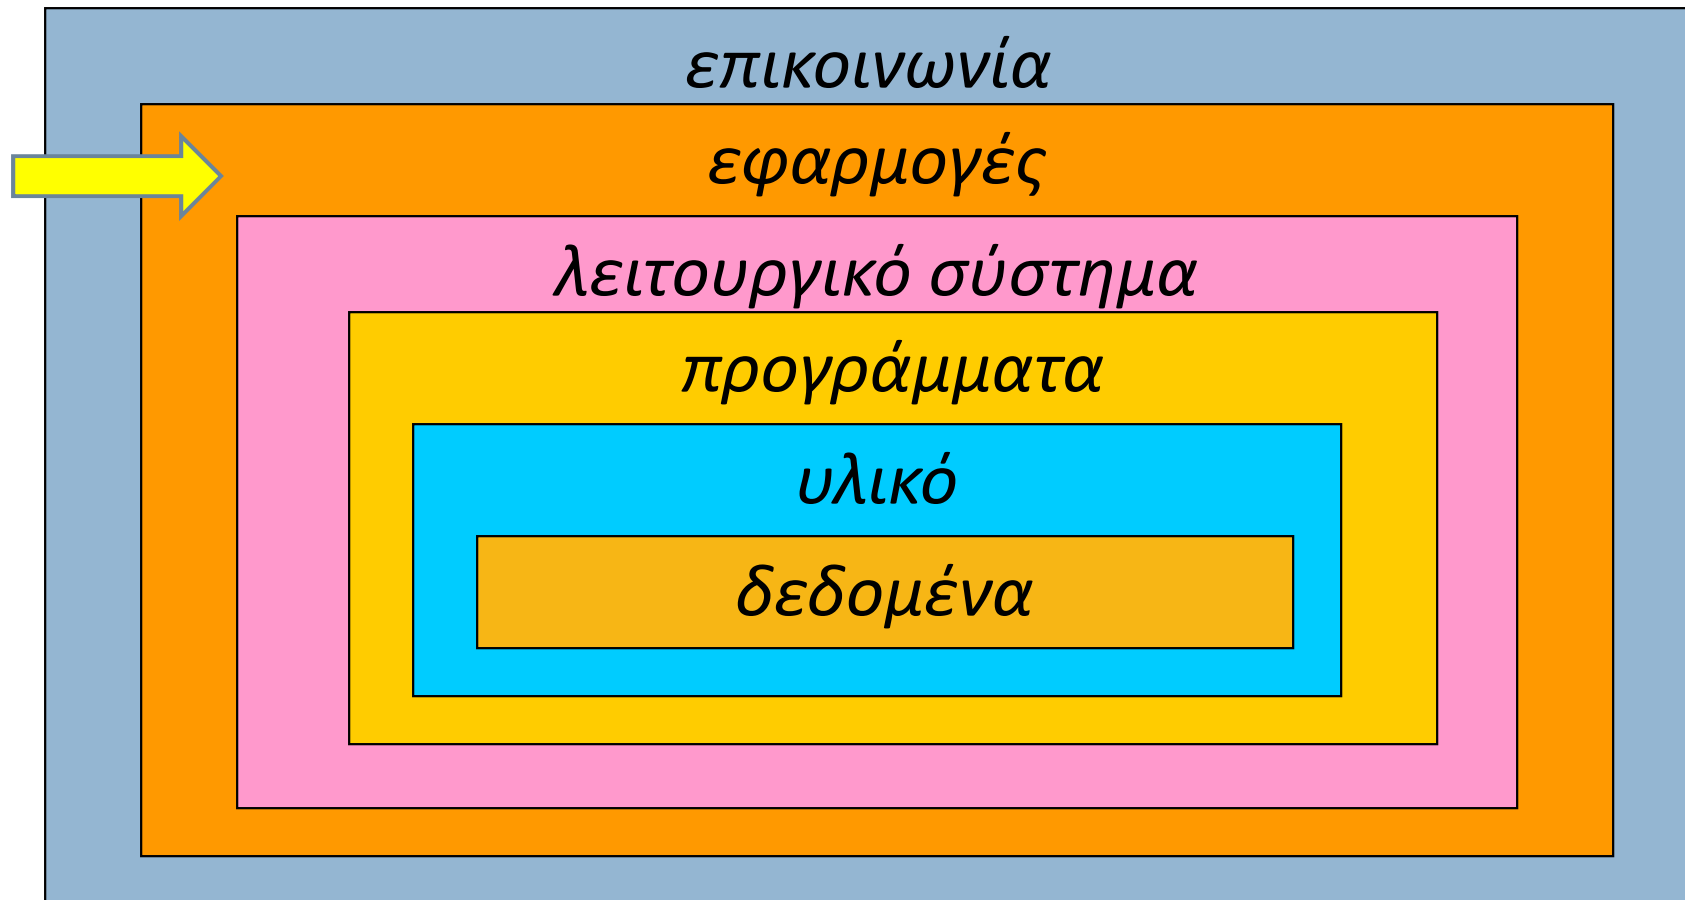 επικοινωνία
εφαρμογές
λειτουργικό σύστημα
προγράμματα
υλικό
δεδομένα